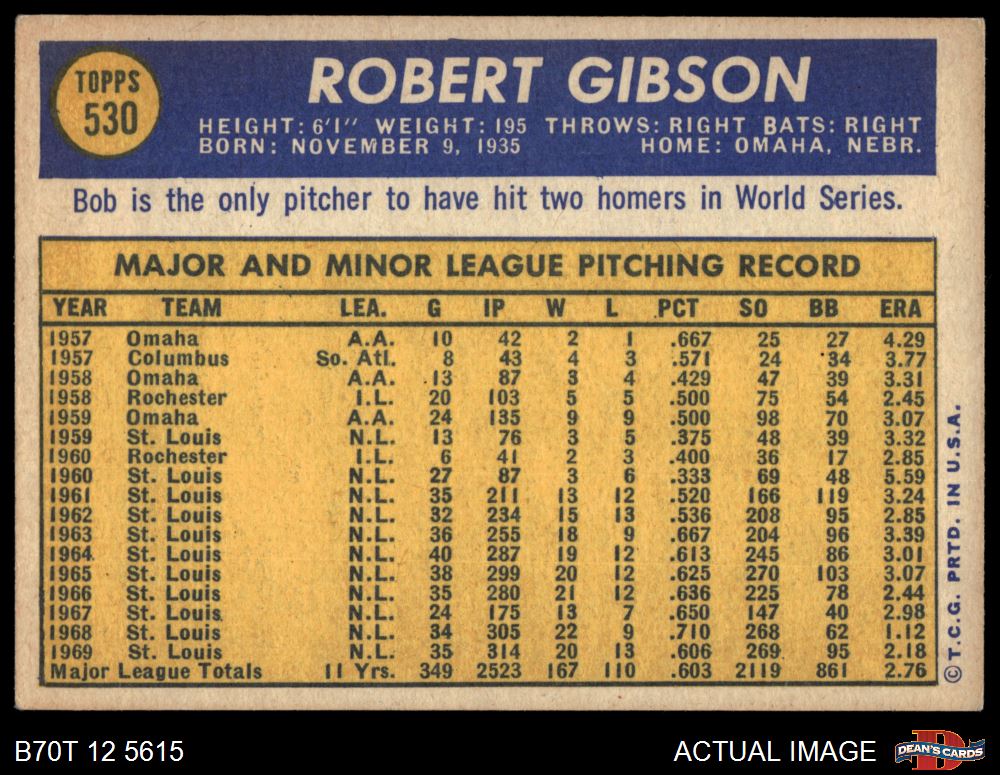 TOPPS
530
ROBERT GIBSON
HEIGHT: 6'1" WEIGHT: 195 THROWS: RIGHT BATS: RIGHT
BORN: NOVEMBER 9, 1935 HOME: OMAHA, NEBR.
Bob is the only pitcher to have hit two homers in World Series.
MAJOR AND MINOR LEAGUE PITCHING RECORD
YEAR TEAM LEA. G IP W L PCT SO BB ERA
1957 Omaha A.A. 10 42 2 1 .667 25 27 4.29
1957 Columbus So. Atl. 8 43 4 3 .571 24 34 3.77
1958 Omaha A.A. 13 87 3 4 .429 47 39 3.31
1958 Rochester I.L. 20 103 5 5 .500 75 54 2.45
1959 Omaha A.A. 24 135 9 9 .500 98 70 3.07
1959 St. Louis N.L. 13 76 3 5 .375 48 39 3.32
1960 Rochester I.L. 6 41 2 3 .400 36 17 2.85
1960 St. Louis N.L. 27 87 3 6 .333 69 48 5.59
1961 St. Louis N.L. 35 211 13 12 .520 166 119 3.24
1962 St. Louis N.L. 32 234 15 13 .536 208 95 2.85
1963 St. Louis N.L. 36 255 18 9 .667 204 96 3.39
1964 St. Louis N.L. 40 287 19 12 .613 245 86 3.01
1965 St. Louis N.L. 38 299 20 12 .625 270 103 3.07
1966 St. Louis N.L. 35 280 21 12 .636 225 78 2.44
1967 St. Louis N.L. 24 175 13 7 .650 147 40 2.98
1968 St. Louis N.L. 34 305 22 9 .710 268 62 1.12
1969 St. Louis N.L. 35 314 20 13 .606 269 95 2.18
Major League Totals 11 Yrs. 349 2523 167 110 .603 2119 861 2.76
© T.C.G. PRTD. IN U.S.A.
B70T 12 5615 ACTUAL IMAGE
DEAN'S CARDS